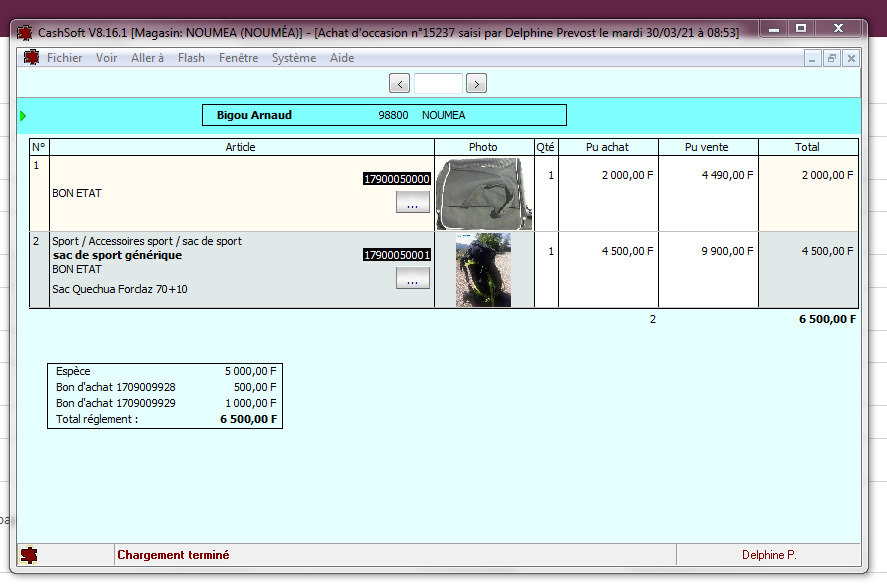 CashSoft V8.16.1 [Magasin: NOUMEA (NOUMÉA)] - [Achat d'occasion n°15237 saisi par Delphine Prevost le mardi 30/03/21 à 08:53]
Fichier Voir Aller à Flash Fenêtre Système Aide
< >
Bigou Arnaud 98800 NOUMEA
N° Article Photo Qté Pu achat Pu vente Total
1 17900050000 1 2 000,00 F 4 490,00 F 2 000,00 F
BON ETAT
...
2 Sport / Accessoires sport / sac de sport
sac de sport générique 17900050001 1 4 500,00 F 9 900,00 F 4 500,00 F
BON ETAT
...
Sac Quechua Forclaz 70+10
2 6 500,00 F
Espèce 5 000,00 F
Bon d'achat 1709009928 500,00 F
Bon d'achat 1709009929 1 000,00 F
Total réglement : 6 500,00 F
Chargement terminé Delphine P.